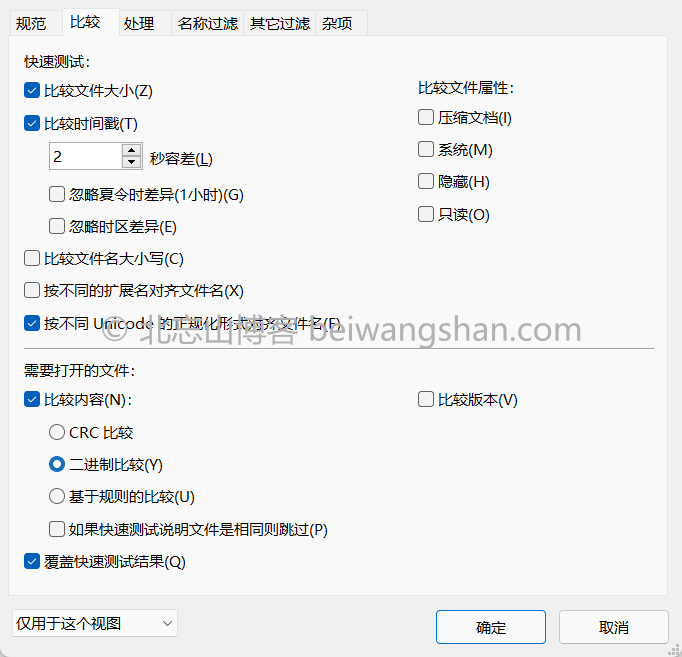 规范 比较 处理 名称过滤 其它过滤 杂项
快速测试:
比较文件大小(Z)
比较文件属性:
比较时间戳(T)
压缩文档(I)
2 秒容差(L)
系统(M)
忽略夏令时差异(1小时)(G)
隐藏(H)
忽略时区差异(E)
只读(O)
比较文件名大小写(C)
按不同的扩展名对齐文件名(X)
按不同 Unicode 的正规化形式对齐文件名(F)
© 北忘山博客 beiwangshan.com
需要打开的文件:
比较内容(N):
比较版本(V)
CRC 比较
二进制比较(Y)
基于规则的比较(U)
如果快速测试说明文件是相同则跳过(P)
覆盖快速测试结果(Q)
仅用于这个视图
确定
取消